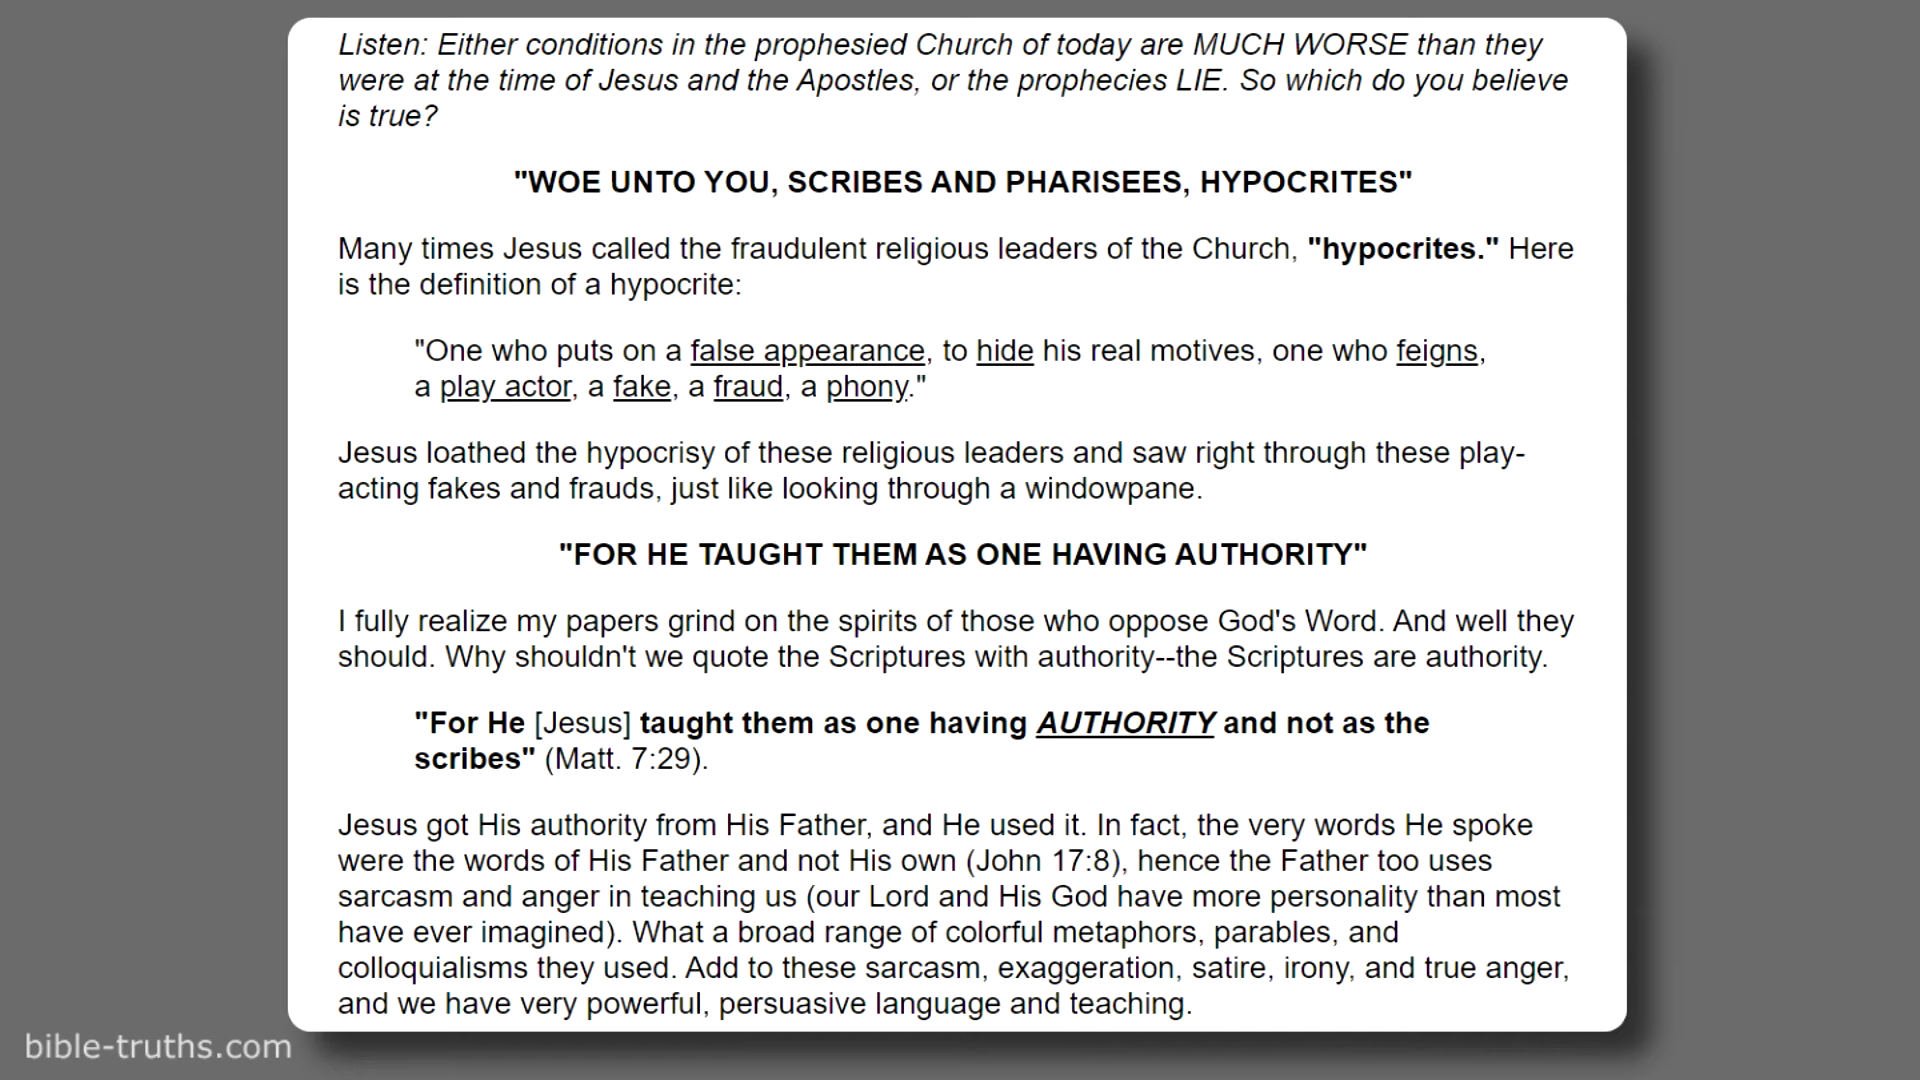 Listen: Either conditions in the prophesied Church of today are MUCH WORSE than they
were at the time of Jesus and the Apostles, or the prophecies LIE. So which do you believe
is true?
"WOE UNTO YOU, SCRIBES AND PHARISEES, HYPOCRITES"
Many times Jesus called the fraudulent religious leaders of the Church, "hypocrites." Here
is the definition of a hypocrite:
"One who puts on a false appearance, to hide his real motives, one who feigns,
a play actor, a fake, a fraud, a phony."
Jesus loathed the hypocrisy of these religious leaders and saw right through these play-
acting fakes and frauds, just like looking through a windowpane.
"FOR HE TAUGHT THEM AS ONE HAVING AUTHORITY"
I fully realize my papers grind on the spirits of those who oppose God's Word. And well they
should. Why shouldn't we quote the Scriptures with authority--the Scriptures are authority.
"For He [Jesus] taught them as one having AUTHORITY and not as the
scribes" (Matt. 7:29).
Jesus got His authority from His Father, and He used it. In fact, the very words He spoke
were the words of His Father and not His own (John 17:8), hence the Father too uses
sarcasm and anger in teaching us (our Lord and His God have more personality than most
have ever imagined). What a broad range of colorful metaphors, parables, and
colloquialisms they used. Add to these sarcasm, exaggeration, satire, irony, and true anger,
and we have very powerful, persuasive language and teaching.
bible-truths.com